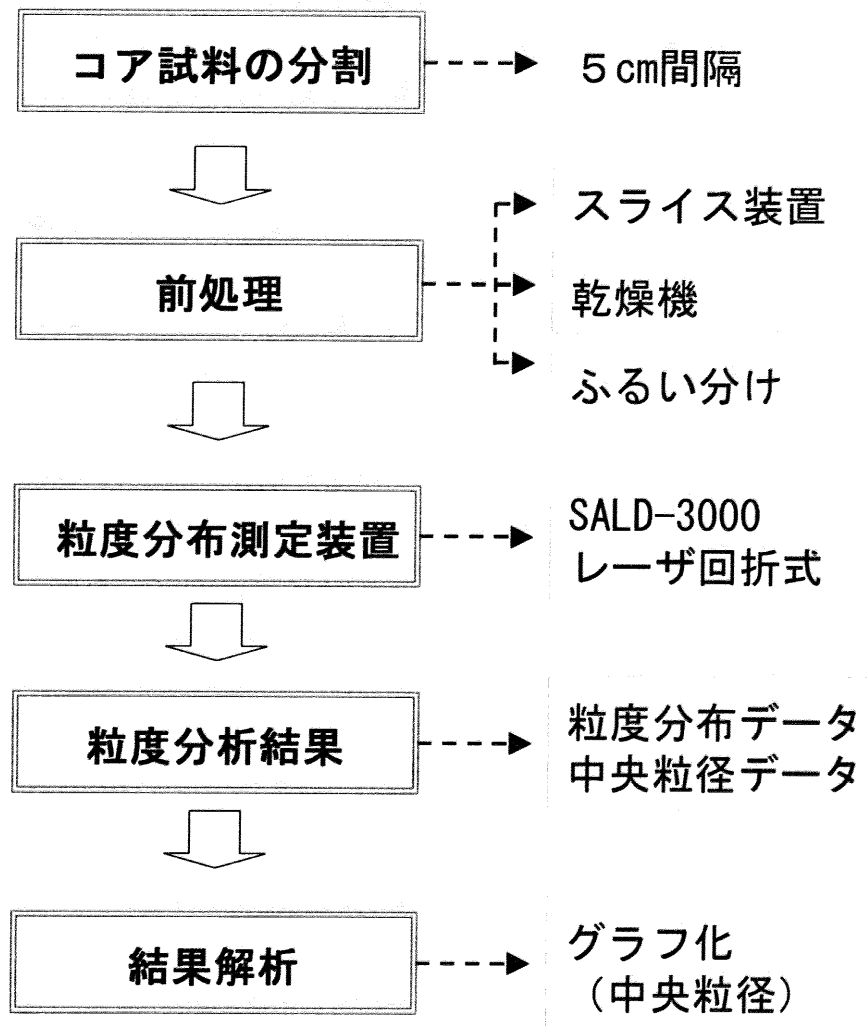 コア試料の分割
５cm間隔
前処理
スライス装置
乾燥機
ふるい分け
粒度分布測定装置
SALD-3000
レーザ回折式
粒度分析結果
粒度分布データ
中央粒径データ
結果解析
グラフ化
（中央粒径）